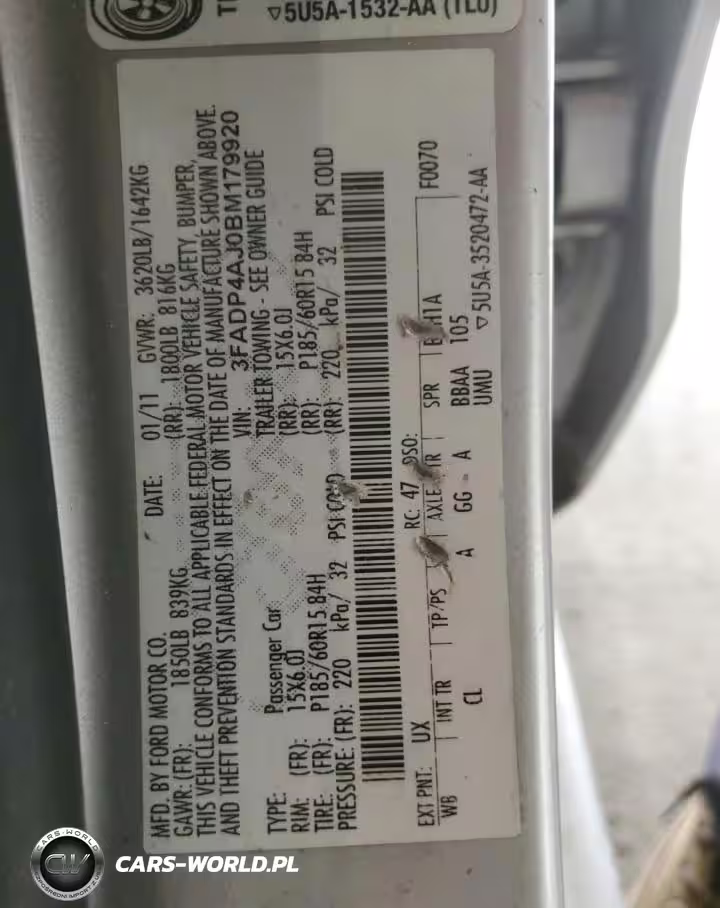 ▽5U5A-1532-AA (TL0)
MFD. BY FORD MOTOR CO. DATE: 01/11 GVWR: 3620LB/1642KG
GAWR:(FR): 1850LB 839KG (RR): 1800LB 816KG
THIS VEHICLE CONFORMS TO ALL APPLICABLE FEDERAL MOTOR VEHICLE SAFETY, BUMPER,
AND THEFT PREVENTION STANDARDS IN EFFECT ON THE DATE OF MANUFACTURE SHOWN ABOVE.
VIN: 3FADP4AJ0BM179920
TYPE: Passenger Car TRAILER TOWING - SEE OWNER GUIDE
RIM: (FR): 15X6.0J (RR): 15X6.0J
TIRE: (FR): P185/60R15 84H (RR): P185/60R15 84H
PRESSURE: (FR): 220 kPa/ 32 PSI COLD (RR): 220 kPa/ 32 PSI COLD
EXT PNT: UX RC: 47 DSO: F0070
WB INT TR TP/PS AXLE TR SPR
CL A GG A BBAA 105
UMU ▽5U5A-3520472-AA
CARS-WORLD
CW
CARS-WORLD.PL